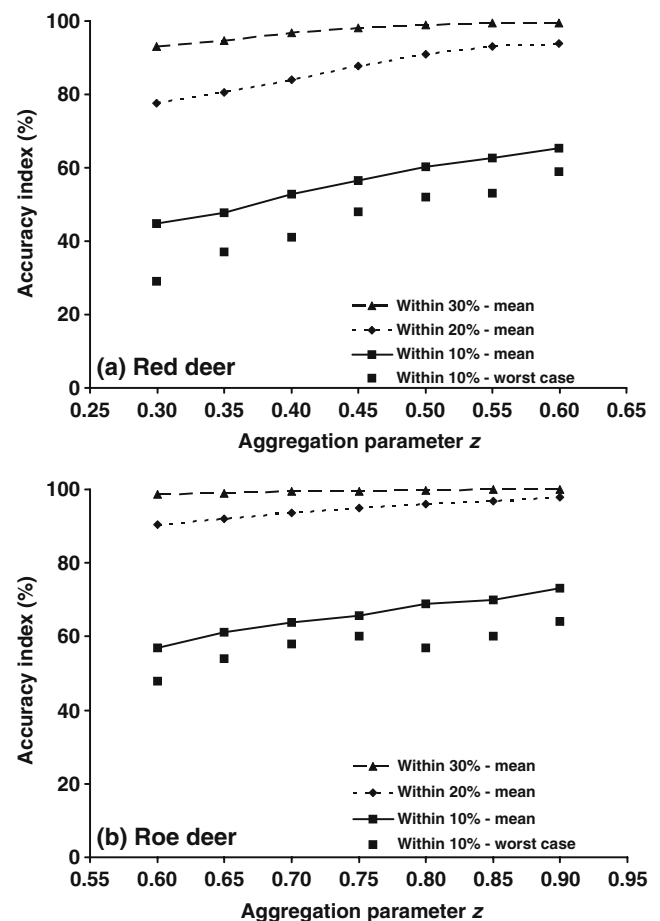 100
80
60
40
20
0
Accuracy index (%)
Within 30% - mean
Within 20% - mean
Within 10% - mean
Within 10% - worst case
(a) Red deer
0.25 0.30 0.35 0.40 0.45 0.50 0.55 0.60 0.65
Aggregation parameter z
100
80
60
40
20
0
Accuracy index (%)
Within 30% - mean
Within 20% - mean
Within 10% - mean
Within 10% - worst case
(b) Roe deer
0.55 0.60 0.65 0.70 0.75 0.80 0.85 0.90 0.95
Aggregation parameter z